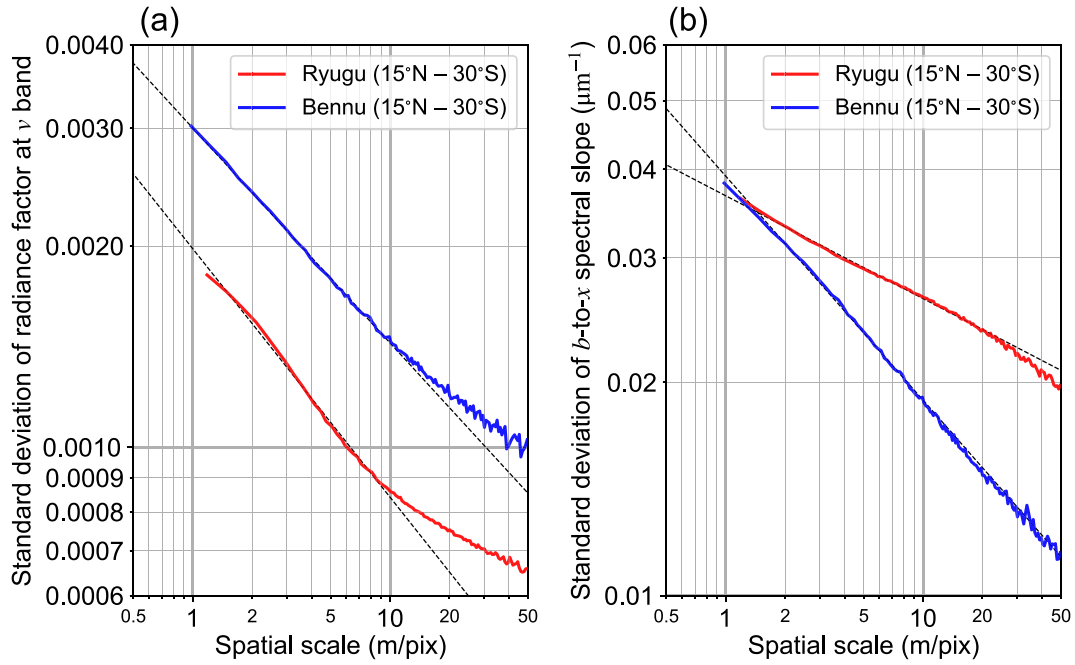 (a)
Standard deviation of radiance factor at v band
0.0040
0.0030
0.0020
0.0010
0.0009
0.0008
0.0007
0.0006
Ryugu (15°N − 30°S)
Bennu (15°N − 30°S)
0.5 1 2 5 10 20 50
Spatial scale (m/pix)
(b)
Standard deviation of b-to-x spectral slope (μm⁻¹)
0.06
0.05
0.04
0.03
0.02
0.01
Ryugu (15°N − 30°S)
Bennu (15°N − 30°S)
0.5 1 2 5 10 20 50
Spatial scale (m/pix)